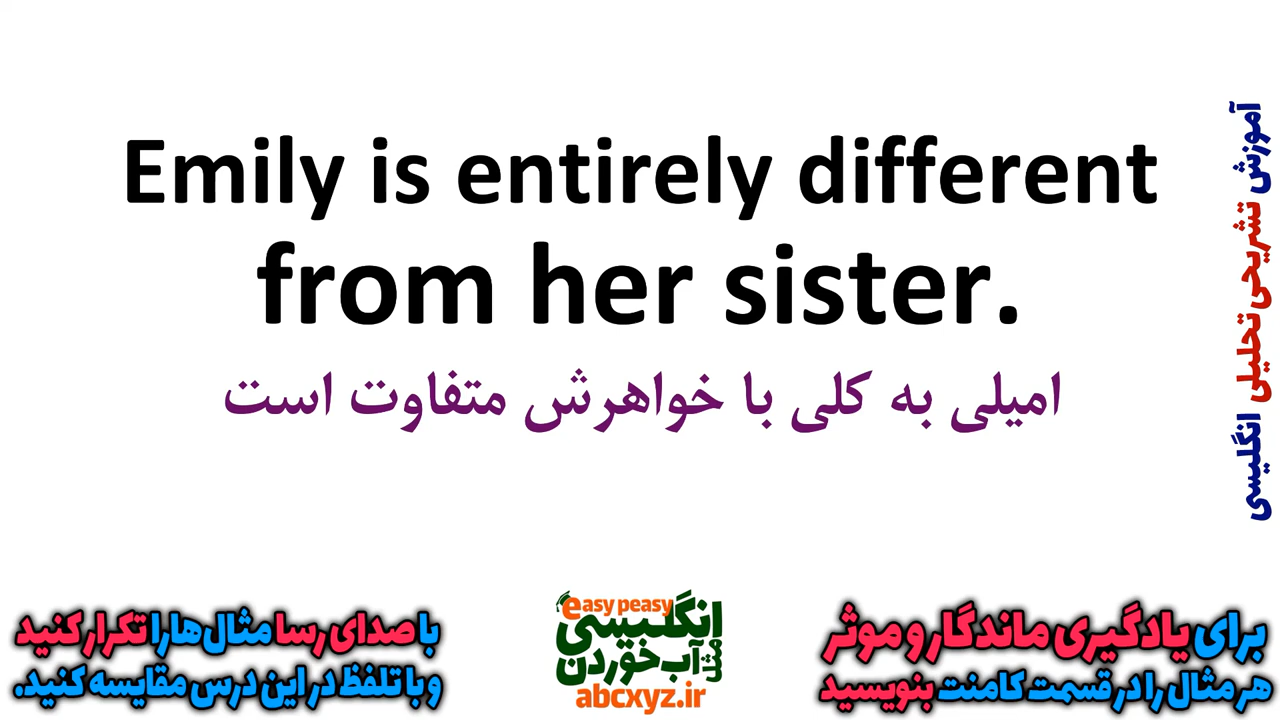 Emily is entirely different
from her sister.
امیلی به کلی با خواهرش متفاوت است
آموزش تشریحی تحلیلی انگلیسی
با صدای رسا مثال‌ها را تکرار کنید
و با تلفظ در این درس مقایسه کنید.
easy peasy
انگلیسی
مثل آب خوردن
abcxyz.ir
برای یادگیری ماندگار و موثر
هر مثال را در قسمت کامنت بنویسید